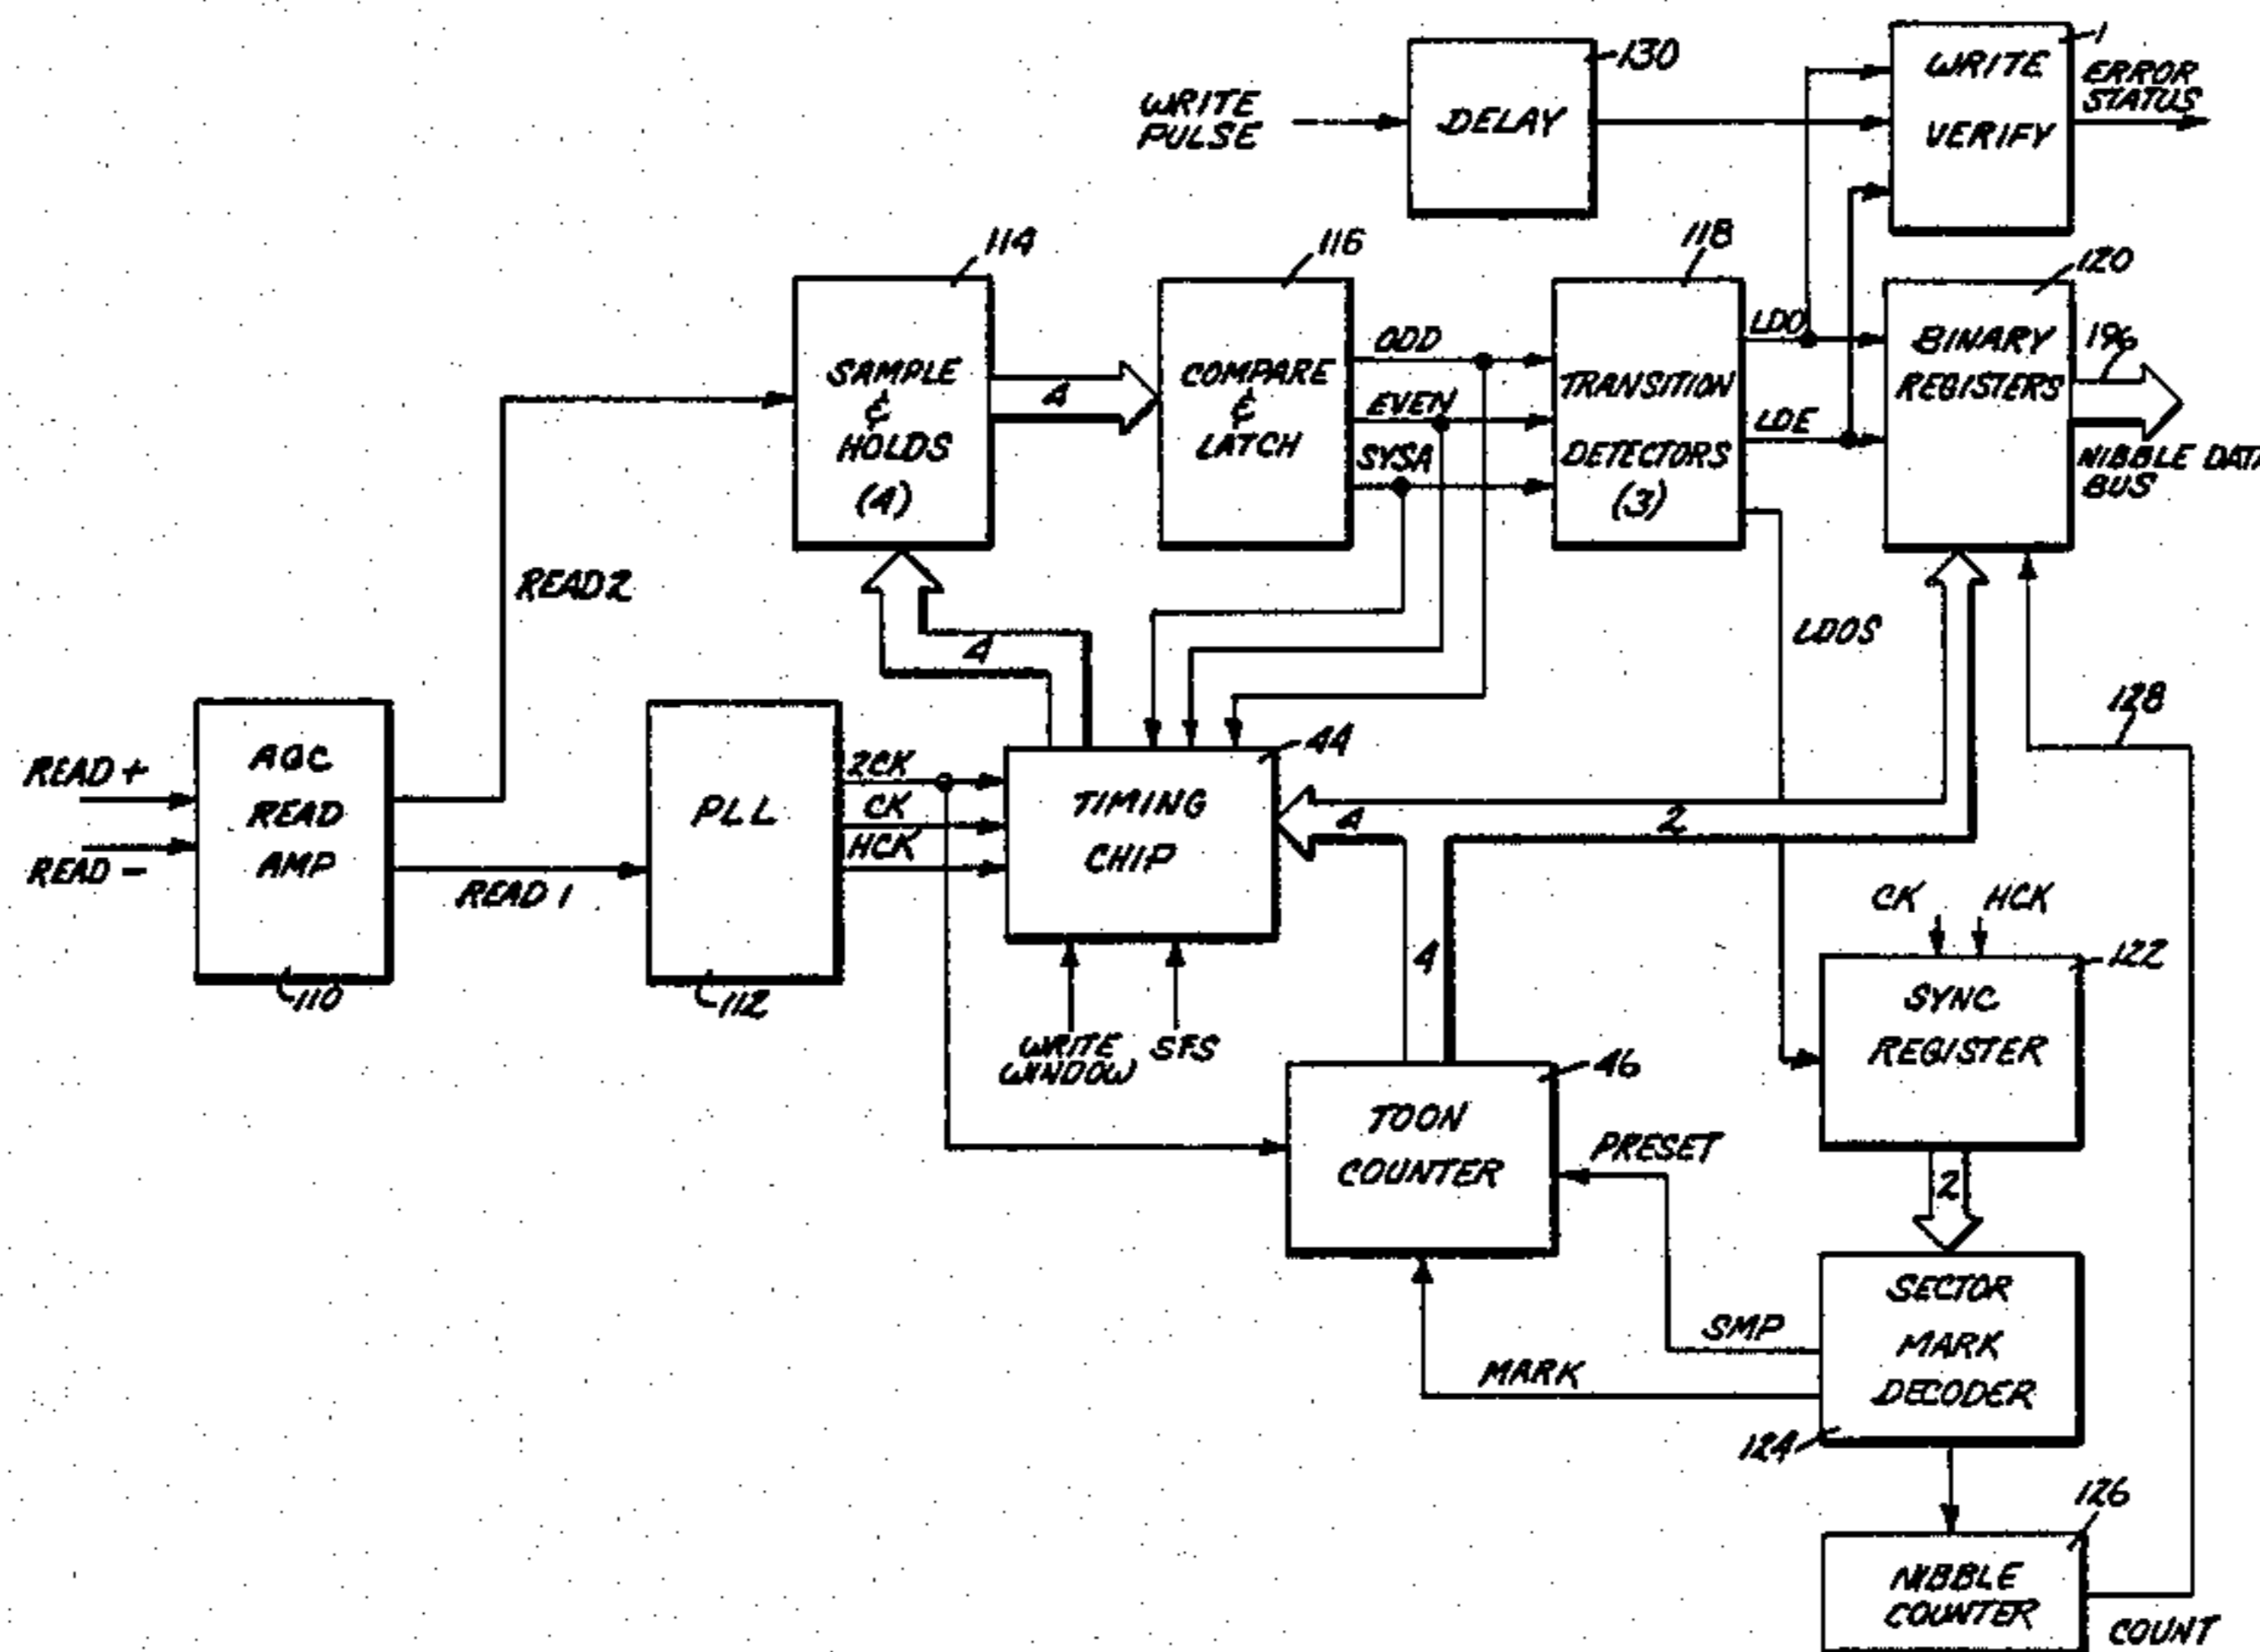 WRITE
PULSE
130
DELAY
1
WRITE
VERIFY
ERROR
STATUS
114
SAMPLE
&
HOLDS
(4)
4
116
COMPARE
&
LATCH
ODD
EVEN
SYSA
118
TRANSITION
DETECTORS
(3)
LDO
LDE
120
BINARY
REGISTERS
196
NIBBLE DATA
BUS
READ 2
4
LDOS
128
READ +
READ -
AGC
READ
AMP
110
READ 1
PLL
112
2CK
CK
HCK
44
TIMING
CHIP
4
2
WRITE
WINDOW
SFS
4
CK
HCK
122
SYNC
REGISTER
46
TOON
COUNTER
PRESET
2
SMP
MARK
SECTOR
MARK
DECODER
124
126
NIBBLE
COUNTER
COUNT